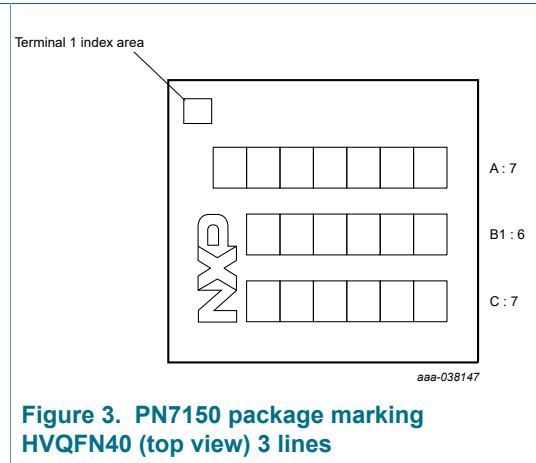 Terminal 1 index area
A : 7
B1 : 6
NXP
C : 7
aaa-038147
Figure 3. PN7150 package marking
HVQFN40 (top view) 3 lines